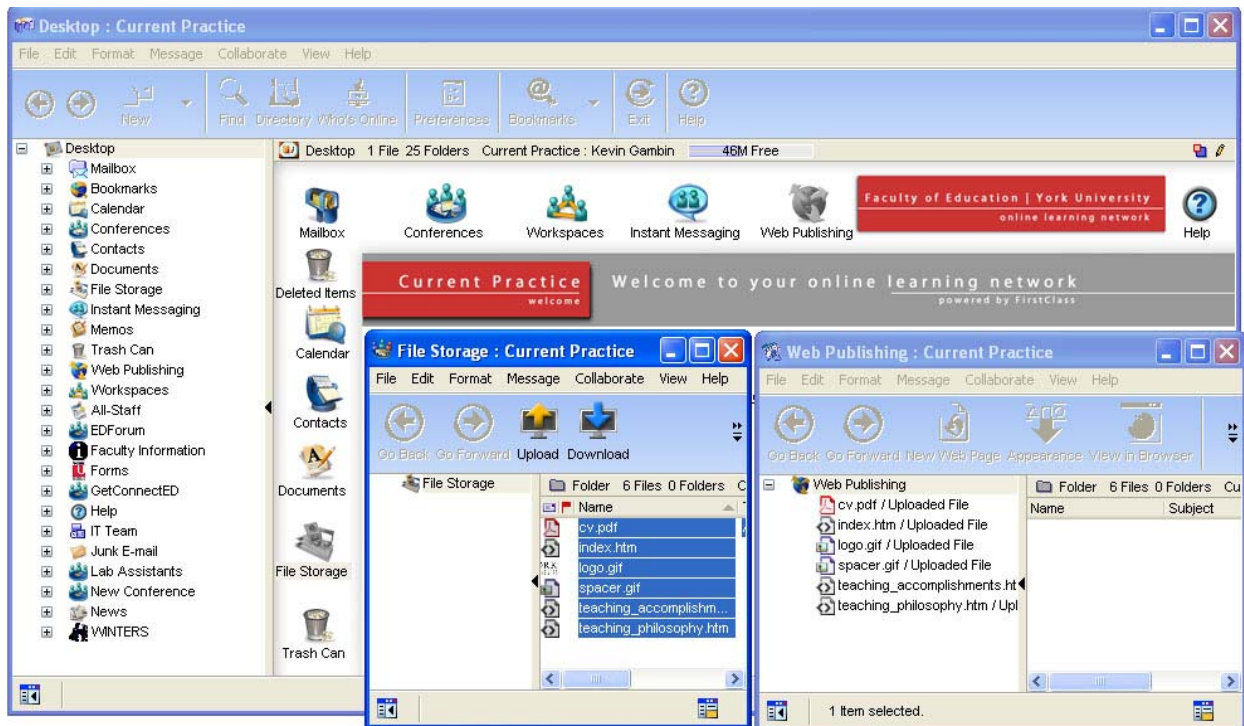 Desktop : Current Practice
File Edit Format Message Collaborate View Help
New Find Directory Who's Online Preferences Bookmarks Exit Help
Desktop
Mailbox
Bookmarks
Calendar
Conferences
Contacts
Documents
File Storage
Instant Messaging
Memos
Trash Can
Web Publishing
Workspaces
All-Staff
EDForum
Faculty Information
Forms
GetConnectED
Help
IT Team
Junk E-mail
Lab Assistants
New Conference
News
WINTERS
Desktop 1 File 25 Folders Current Practice : Kevin Gambin 46M Free
Mailbox Conferences Workspaces Instant Messaging Web Publishing Help
Faculty of Education | York University
online learning network
Deleted Items
Calendar
Contacts
Documents
File Storage
Trash Can
Current Practice
welcome
Welcome to your online learning network
powered by FirstClass
File Storage : Current Practice
File Edit Format Message Collaborate View Help
Go Back Go Forward Upload Download
File Storage
Folder 6 Files 0 Folders C
Name
cv.pdf
index.htm
logo.gif
spacer.gif
teaching_accomplishm...
teaching_philosophy.htm
Web Publishing : Current Practice
File Edit Format Message Collaborate View Help
Go Back Go Forward New Web Page Appearance View in Browser
Web Publishing
cv.pdf / Uploaded File
index.htm / Uploaded File
logo.gif / Uploaded File
spacer.gif / Uploaded File
teaching_accomplishments.ht
teaching_philosophy.htm / Upl
Folder 6 Files 0 Folders Cu
Name Subject
1 Item selected.